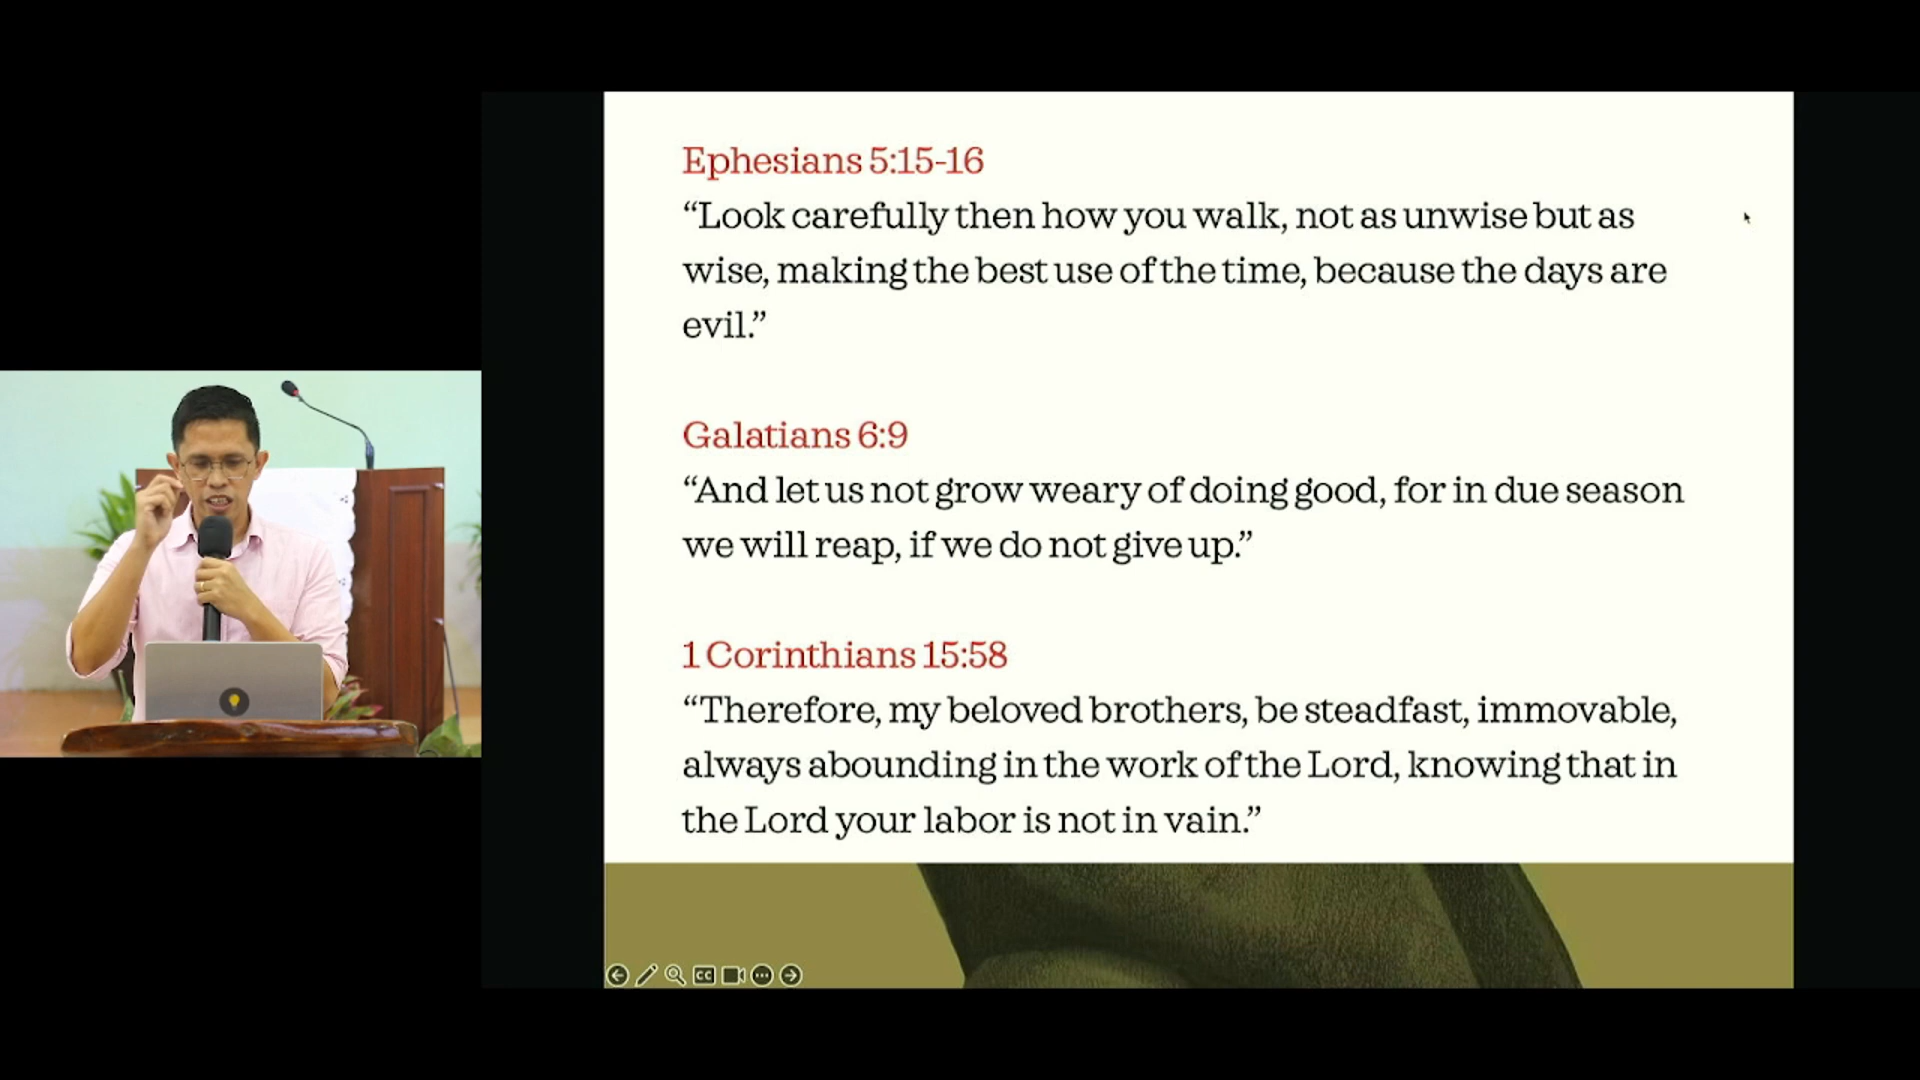 Ephesians 5:15-16
“Look carefully then how you walk, not as unwise but as
wise, making the best use of the time, because the days are
evil.”
Galatians 6:9
“And let us not grow weary of doing good, for in due season
we will reap, if we do not give up.”
1 Corinthians 15:58
“Therefore, my beloved brothers, be steadfast, immovable,
always abounding in the work of the Lord, knowing that in
the Lord your labor is not in vain.”
CC